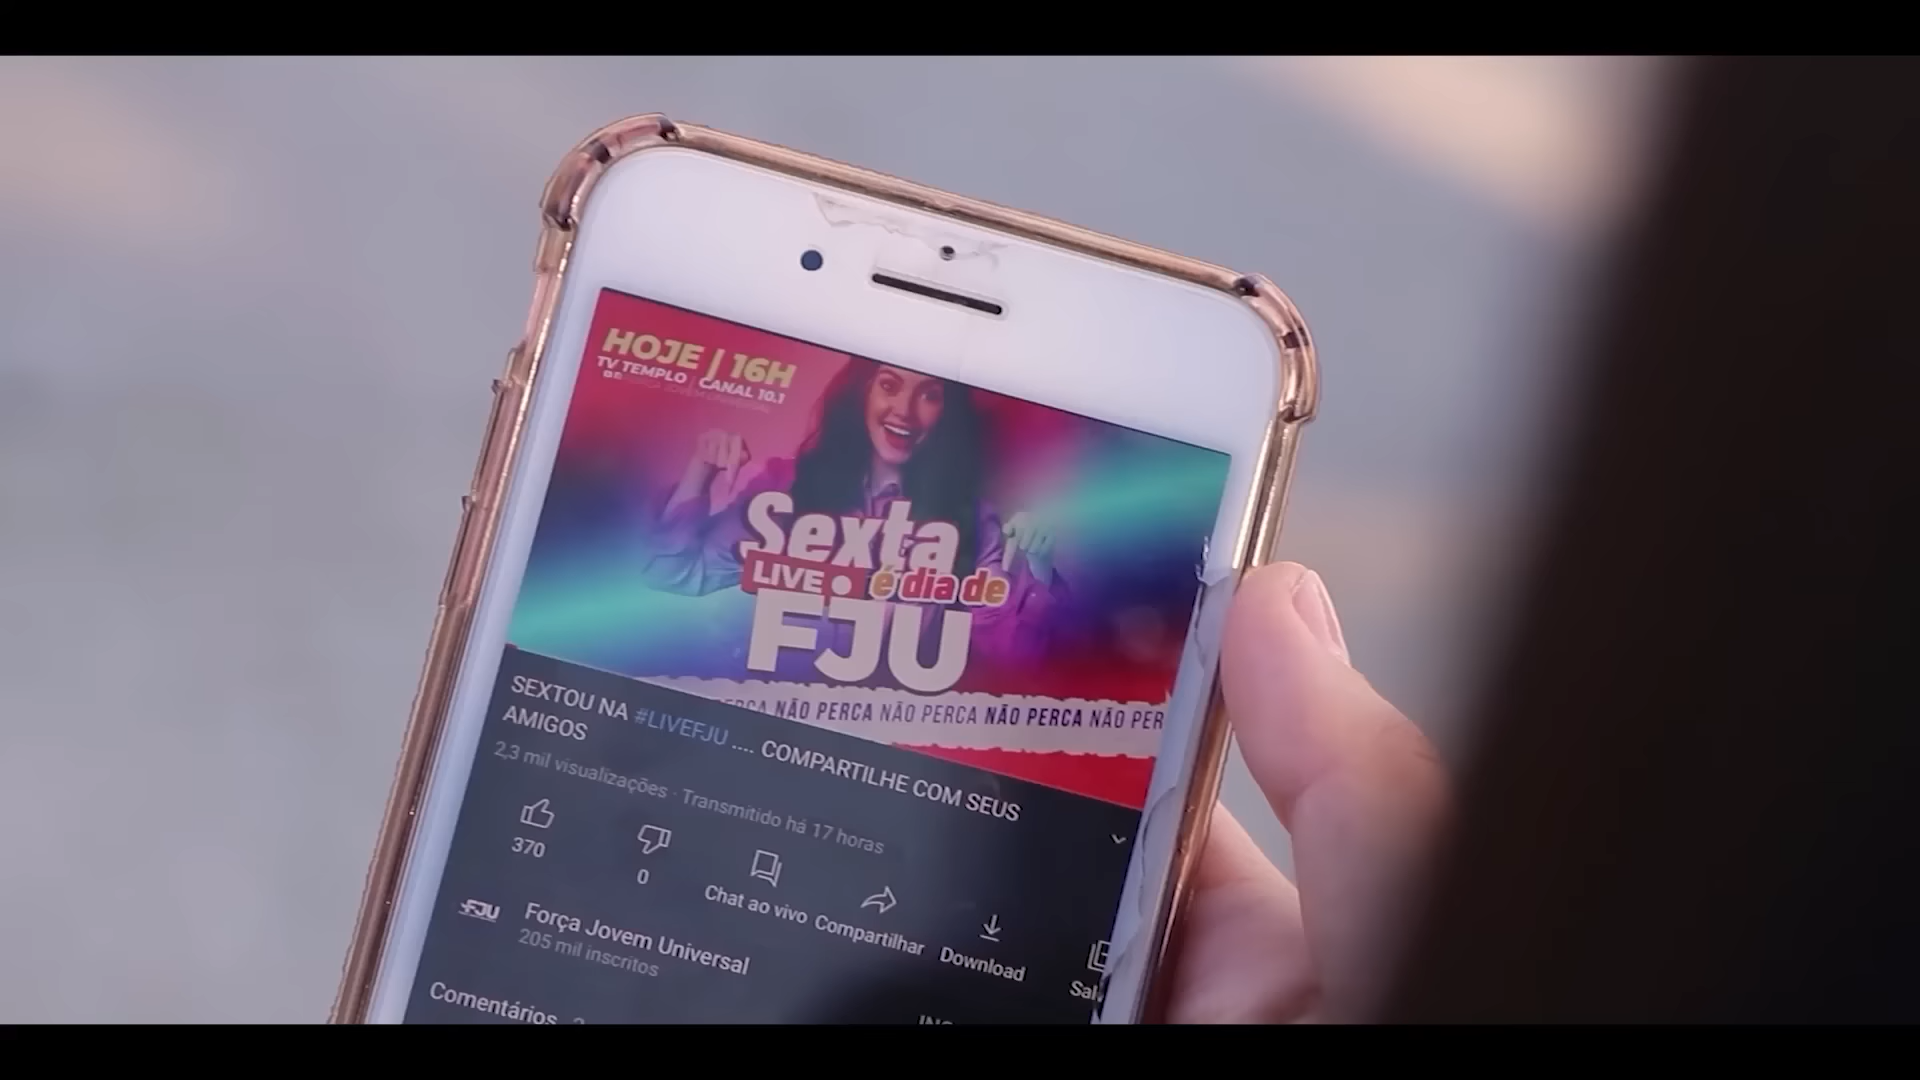 HOJE | 16H
TV TEMPLO | CANAL 10.1
Sexta
LIVE é dia de
FJU
NÃO PERCA NÃO PERCA NÃO PERCA NÃO PER
SEXTOU NA #LIVEFJU .... COMPARTILHE COM SEUS
AMIGOS
2,3 mil visualizações · Transmitido há 17 horas
370
0
Chat ao vivo
Compartilhar
Download
FJU
Força Jovem Universal
205 mil inscritos
Comentários